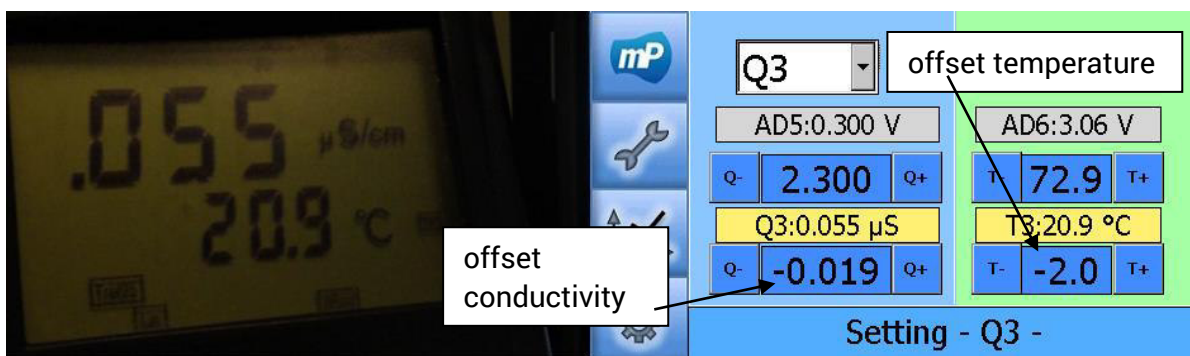 .055 µS/cm
20.9 °C
mP
Q3
offset temperature
AD5:0.300 V
AD6:3.06 V
Q-
2.300
Q+
T-
72.9
T+
Q3:0.055 µS
T3:20.9 °C
offset
conductivity
Q-
-0.019
Q+
T-
-2.0
T+
Setting - Q3 -